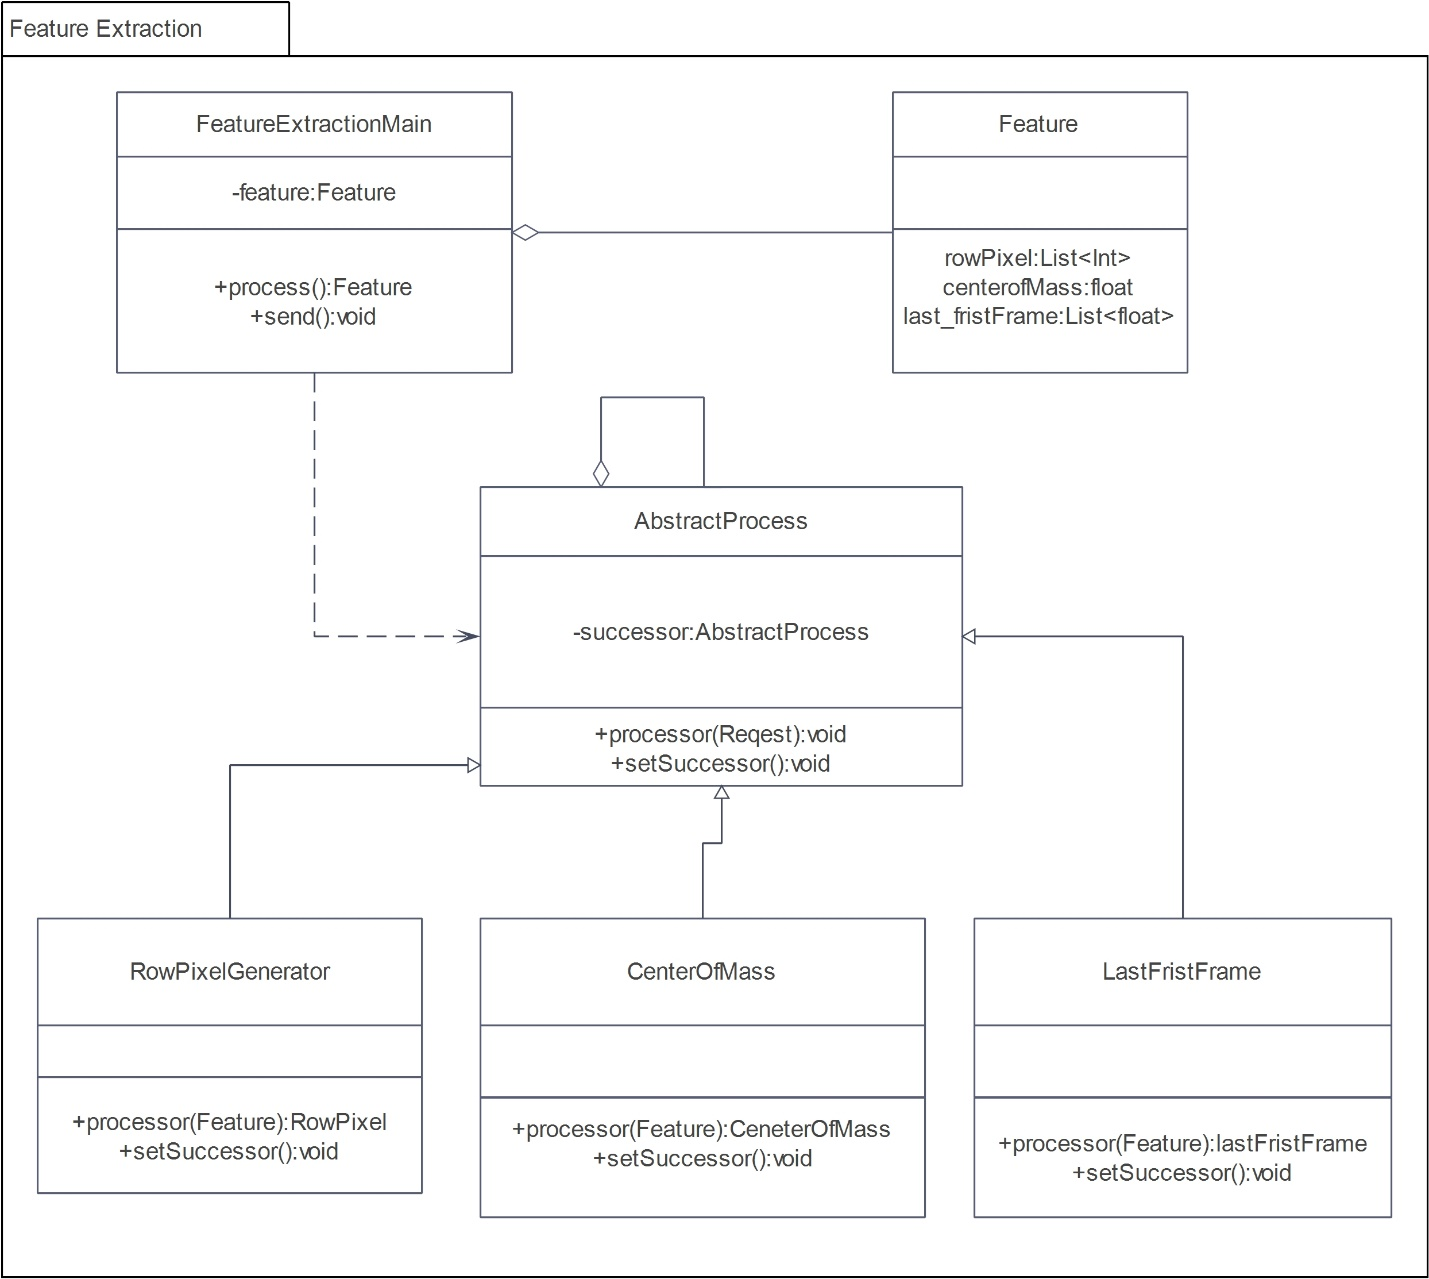 Feature Extraction
FeatureExtractionMain
-feature:Feature
+process():Feature
+send():void
Feature
rowPixel:List<Int>
centerofMass:float
last_fristFrame:List<float>
AbstractProcess
-successor:AbstractProcess
+processor(Reqest):void
+setSuccessor():void
RowPixelGenerator
+processor(Feature):RowPixel
+setSuccessor():void
CenterOfMass
+processor(Feature):CeneterOfMass
+setSuccessor():void
LastFristFrame
+processor(Feature):lastFristFrame
+setSuccessor():void